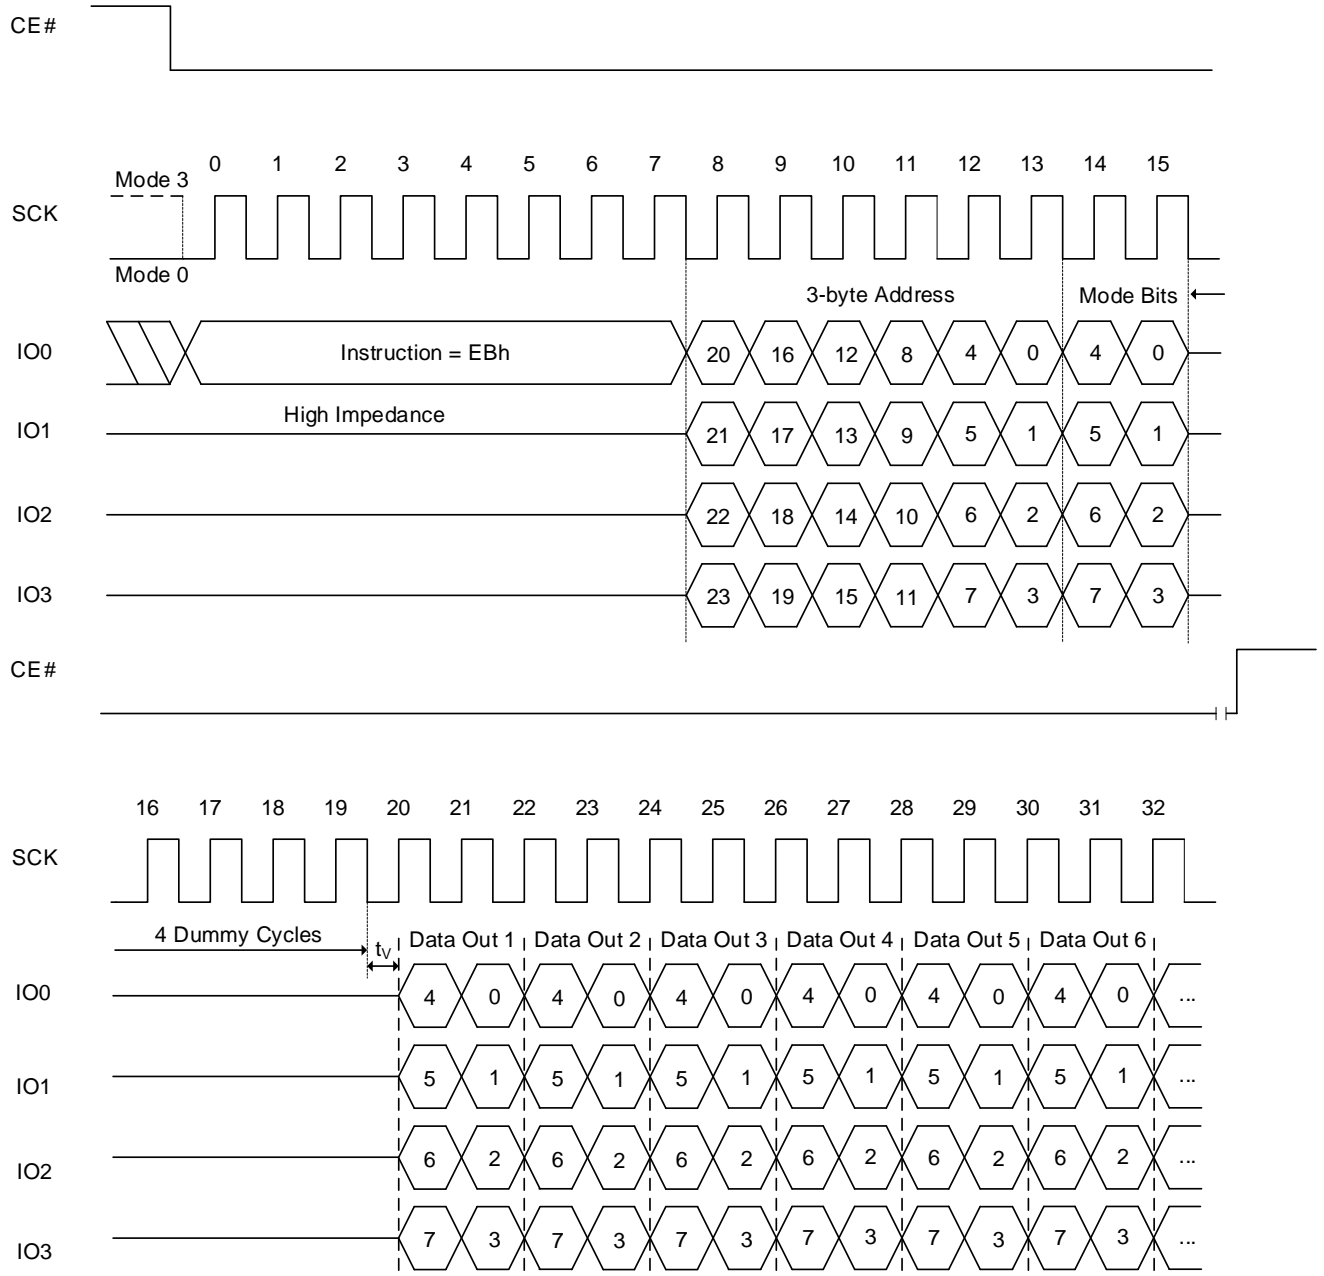 CE#
0 1 2 3 4 5 6 7 8 9 10 11 12 13 14 15
Mode 3
SCK
Mode 0
3-byte Address Mode Bits
IO0 Instruction = EBh 20 16 12 8 4 0 4 0
High Impedance
IO1 21 17 13 9 5 1 5 1
IO2 22 18 14 10 6 2 6 2
IO3 23 19 15 11 7 3 7 3
CE#
16 17 18 19 20 21 22 23 24 25 26 27 28 29 30 31 32
SCK
4 Dummy Cycles tV Data Out 1 Data Out 2 Data Out 3 Data Out 4 Data Out 5 Data Out 6
IO0 4 0 4 0 4 0 4 0 4 0 4 0 ...
IO1 5 1 5 1 5 1 5 1 5 1 5 1 ...
IO2 6 2 6 2 6 2 6 2 6 2 6 2 ...
IO3 7 3 7 3 7 3 7 3 7 3 7 3 ...